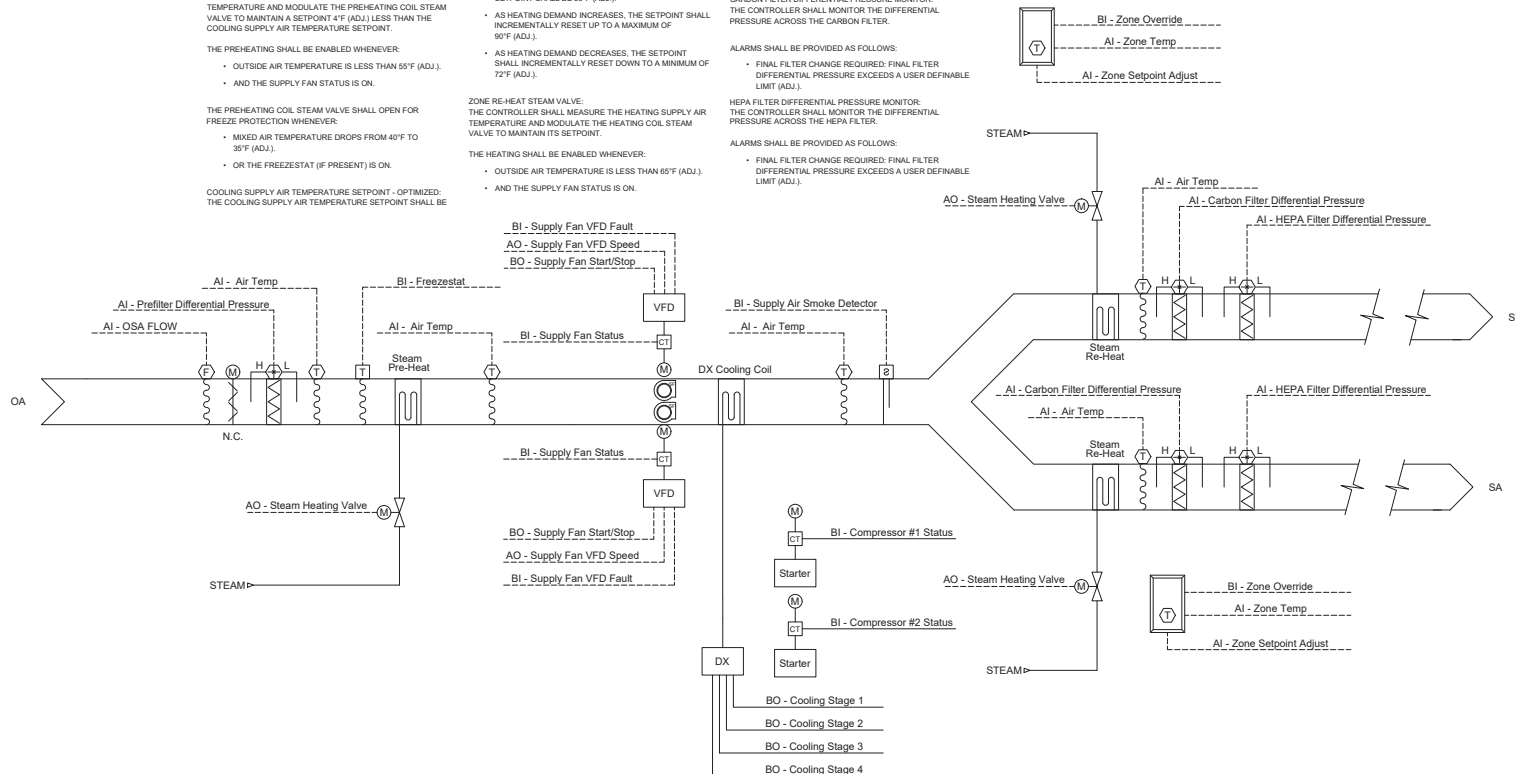 TEMPERATURE AND MODULATE THE PREHEATING COIL STEAM
VALVE TO MAINTAIN A SETPOINT 4°F (ADJ.) LESS THAN THE
COOLING SUPPLY AIR TEMPERATURE SETPOINT.
THE PREHEATING SHALL BE ENABLED WHENEVER:
• OUTSIDE AIR TEMPERATURE IS LESS THAN 55°F (ADJ.).
• AND THE SUPPLY FAN STATUS IS ON.
THE PREHEATING COIL STEAM VALVE SHALL OPEN FOR
FREEZE PROTECTION WHENEVER:
• MIXED AIR TEMPERATURE DROPS FROM 40°F TO
35°F (ADJ.).
• OR THE FREEZESTAT (IF PRESENT) IS ON.
COOLING SUPPLY AIR TEMPERATURE SETPOINT - OPTIMIZED:
THE COOLING SUPPLY AIR TEMPERATURE SETPOINT SHALL BE
• AS HEATING DEMAND INCREASES, THE SETPOINT SHALL
INCREMENTALLY RESET UP TO A MAXIMUM OF
90°F (ADJ.).
• AS HEATING DEMAND DECREASES, THE SETPOINT
SHALL INCREMENTALLY RESET DOWN TO A MINIMUM OF
72°F (ADJ.).
ZONE RE-HEAT STEAM VALVE:
THE CONTROLLER SHALL MEASURE THE HEATING SUPPLY AIR
TEMPERATURE AND MODULATE THE HEATING COIL STEAM
VALVE TO MAINTAIN ITS SETPOINT.
THE HEATING SHALL BE ENABLED WHENEVER:
• OUTSIDE AIR TEMPERATURE IS LESS THAN 65°F (ADJ.).
• AND THE SUPPLY FAN STATUS IS ON.
CARBON FILTER DIFFERENTIAL PRESSURE MONITOR:
THE CONTROLLER SHALL MONITOR THE DIFFERENTIAL
PRESSURE ACROSS THE CARBON FILTER.
ALARMS SHALL BE PROVIDED AS FOLLOWS:
• FINAL FILTER CHANGE REQUIRED: FINAL FILTER
DIFFERENTIAL PRESSURE EXCEEDS A USER DEFINABLE
LIMIT (ADJ.).
HEPA FILTER DIFFERENTIAL PRESSURE MONITOR:
THE CONTROLLER SHALL MONITOR THE DIFFERENTIAL
PRESSURE ACROSS THE HEPA FILTER.
ALARMS SHALL BE PROVIDED AS FOLLOWS:
• FINAL FILTER CHANGE REQUIRED: FINAL FILTER
DIFFERENTIAL PRESSURE EXCEEDS A USER DEFINABLE
LIMIT (ADJ.).
T
BI - Zone Override
AI - Zone Temp
AI - Zone Setpoint Adjust
STEAM
AO - Steam Heating Valve
M
AI - Air Temp
AI - Carbon Filter Differential Pressure
AI - HEPA Filter Differential Pressure
T
H
L
H
L
Steam
Re-Heat
S
BI - Supply Fan VFD Fault
AO - Supply Fan VFD Speed
BO - Supply Fan Start/Stop
VFD
BI - Supply Fan Status
CT
M
AI - Air Temp
BI - Freezestat
AI - Prefilter Differential Pressure
AI - OSA FLOW
AI - Air Temp
BI - Supply Air Smoke Detector
AI - Air Temp
F
M
H
L
T
T
Steam
Pre-Heat
T
DX Cooling Coil
T
S
OA
N.C.
M
BI - Supply Fan Status
CT
VFD
BO - Supply Fan Start/Stop
AO - Supply Fan VFD Speed
BI - Supply Fan VFD Fault
AO - Steam Heating Valve
M
STEAM
AI - Carbon Filter Differential Pressure
AI - HEPA Filter Differential Pressure
AI - Air Temp
Steam
Re-Heat
T
H
L
H
L
SA
M
CT
BI - Compressor #1 Status
Starter
M
CT
BI - Compressor #2 Status
Starter
AO - Steam Heating Valve
M
STEAM
T
BI - Zone Override
AI - Zone Temp
AI - Zone Setpoint Adjust
DX
BO - Cooling Stage 1
BO - Cooling Stage 2
BO - Cooling Stage 3
BO - Cooling Stage 4